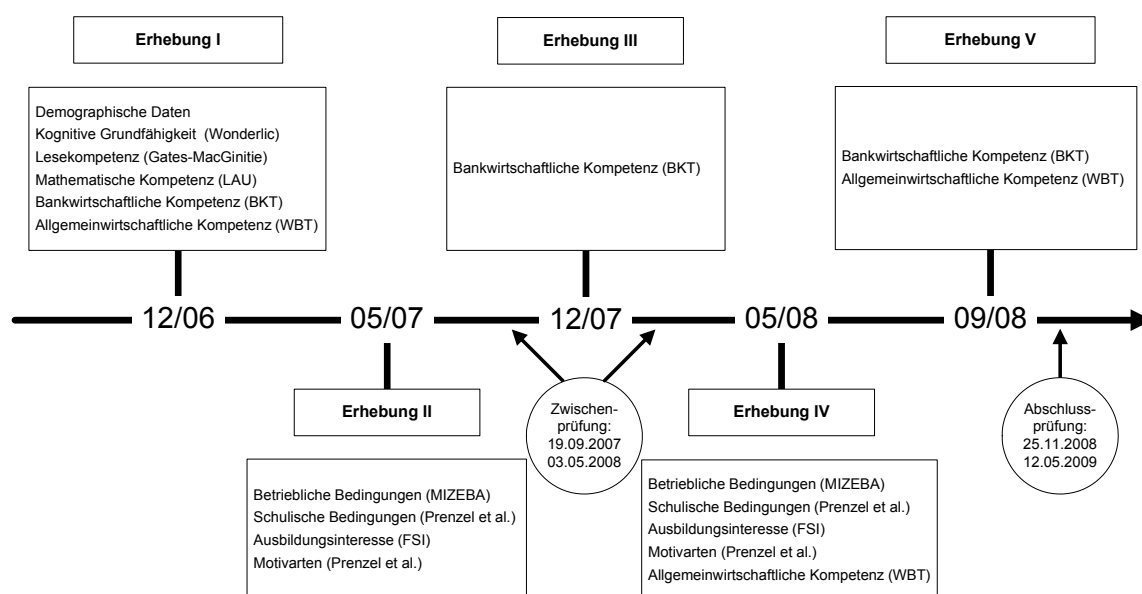 Erhebung I
Erhebung III
Erhebung V
Demographische Daten
Kognitive Grundfähigkeit (Wonderlic)
Lesekompetenz (Gates-MacGinitie)
Mathematische Kompetenz (LAU)
Bankwirtschaftliche Kompetenz (BKT)
Allgemeinwirtschaftliche Kompetenz (WBT)
Bankwirtschaftliche Kompetenz (BKT)
Bankwirtschaftliche Kompetenz (BKT)
Allgemeinwirtschaftliche Kompetenz (WBT)
12/06
05/07
12/07
05/08
09/08
Erhebung II
Zwischen-
prüfung:
19.09.2007
03.05.2008
Erhebung IV
Abschluss-
prüfung:
25.11.2008
12.05.2009
Betriebliche Bedingungen (MIZEBA)
Schulische Bedingungen (Prenzel et al.)
Ausbildungsinteresse (FSI)
Motivarten (Prenzel et al.)
Betriebliche Bedingungen (MIZEBA)
Schulische Bedingungen (Prenzel et al.)
Ausbildungsinteresse (FSI)
Motivarten (Prenzel et al.)
Allgemeinwirtschaftliche Kompetenz (WBT)